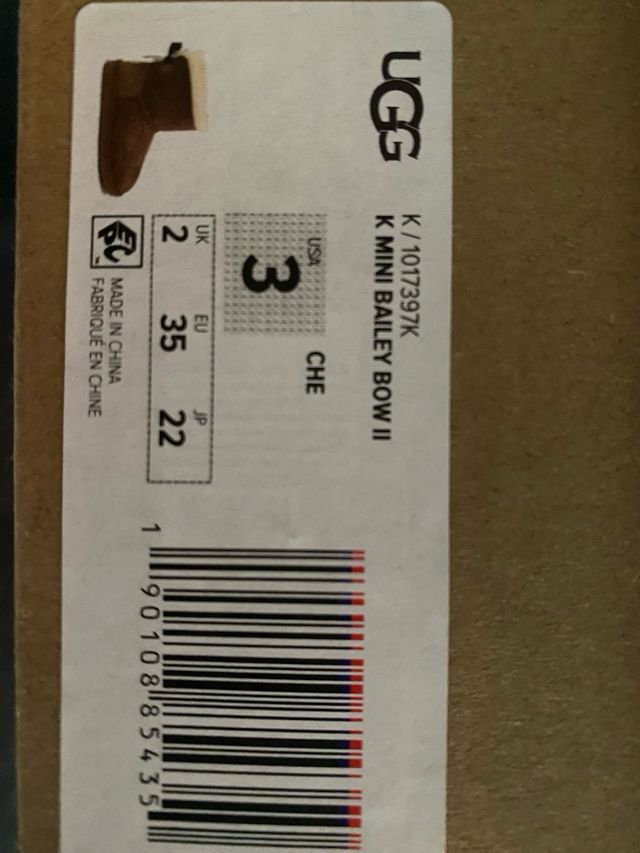 UGG
K / 1017397K
K MINI BAILEY BOW II
USA
3
CHE
UK EU JP
2 35 22
EPC
MADE IN CHINA
FABRIQUÉ EN CHINE
1 90108 85435